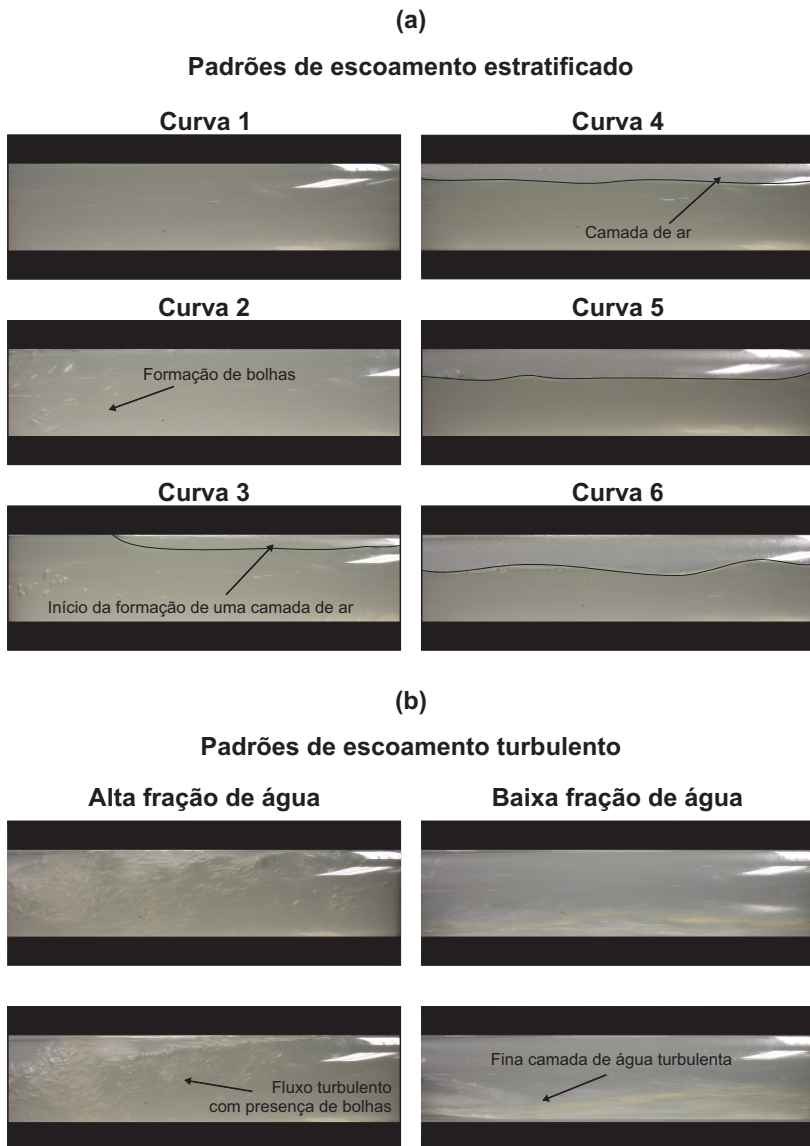 (a)
Padrões de escoamento estratificado
Curva 1
Curva 4
Camada de ar
Curva 2
Formação de bolhas
Curva 5
Curva 3
Início da formação de uma camada de ar
Curva 6
(b)
Padrões de escoamento turbulento
Alta fração de água
Baixa fração de água
Fluxo turbulento
com presença de bolhas
Fina camada de água turbulenta